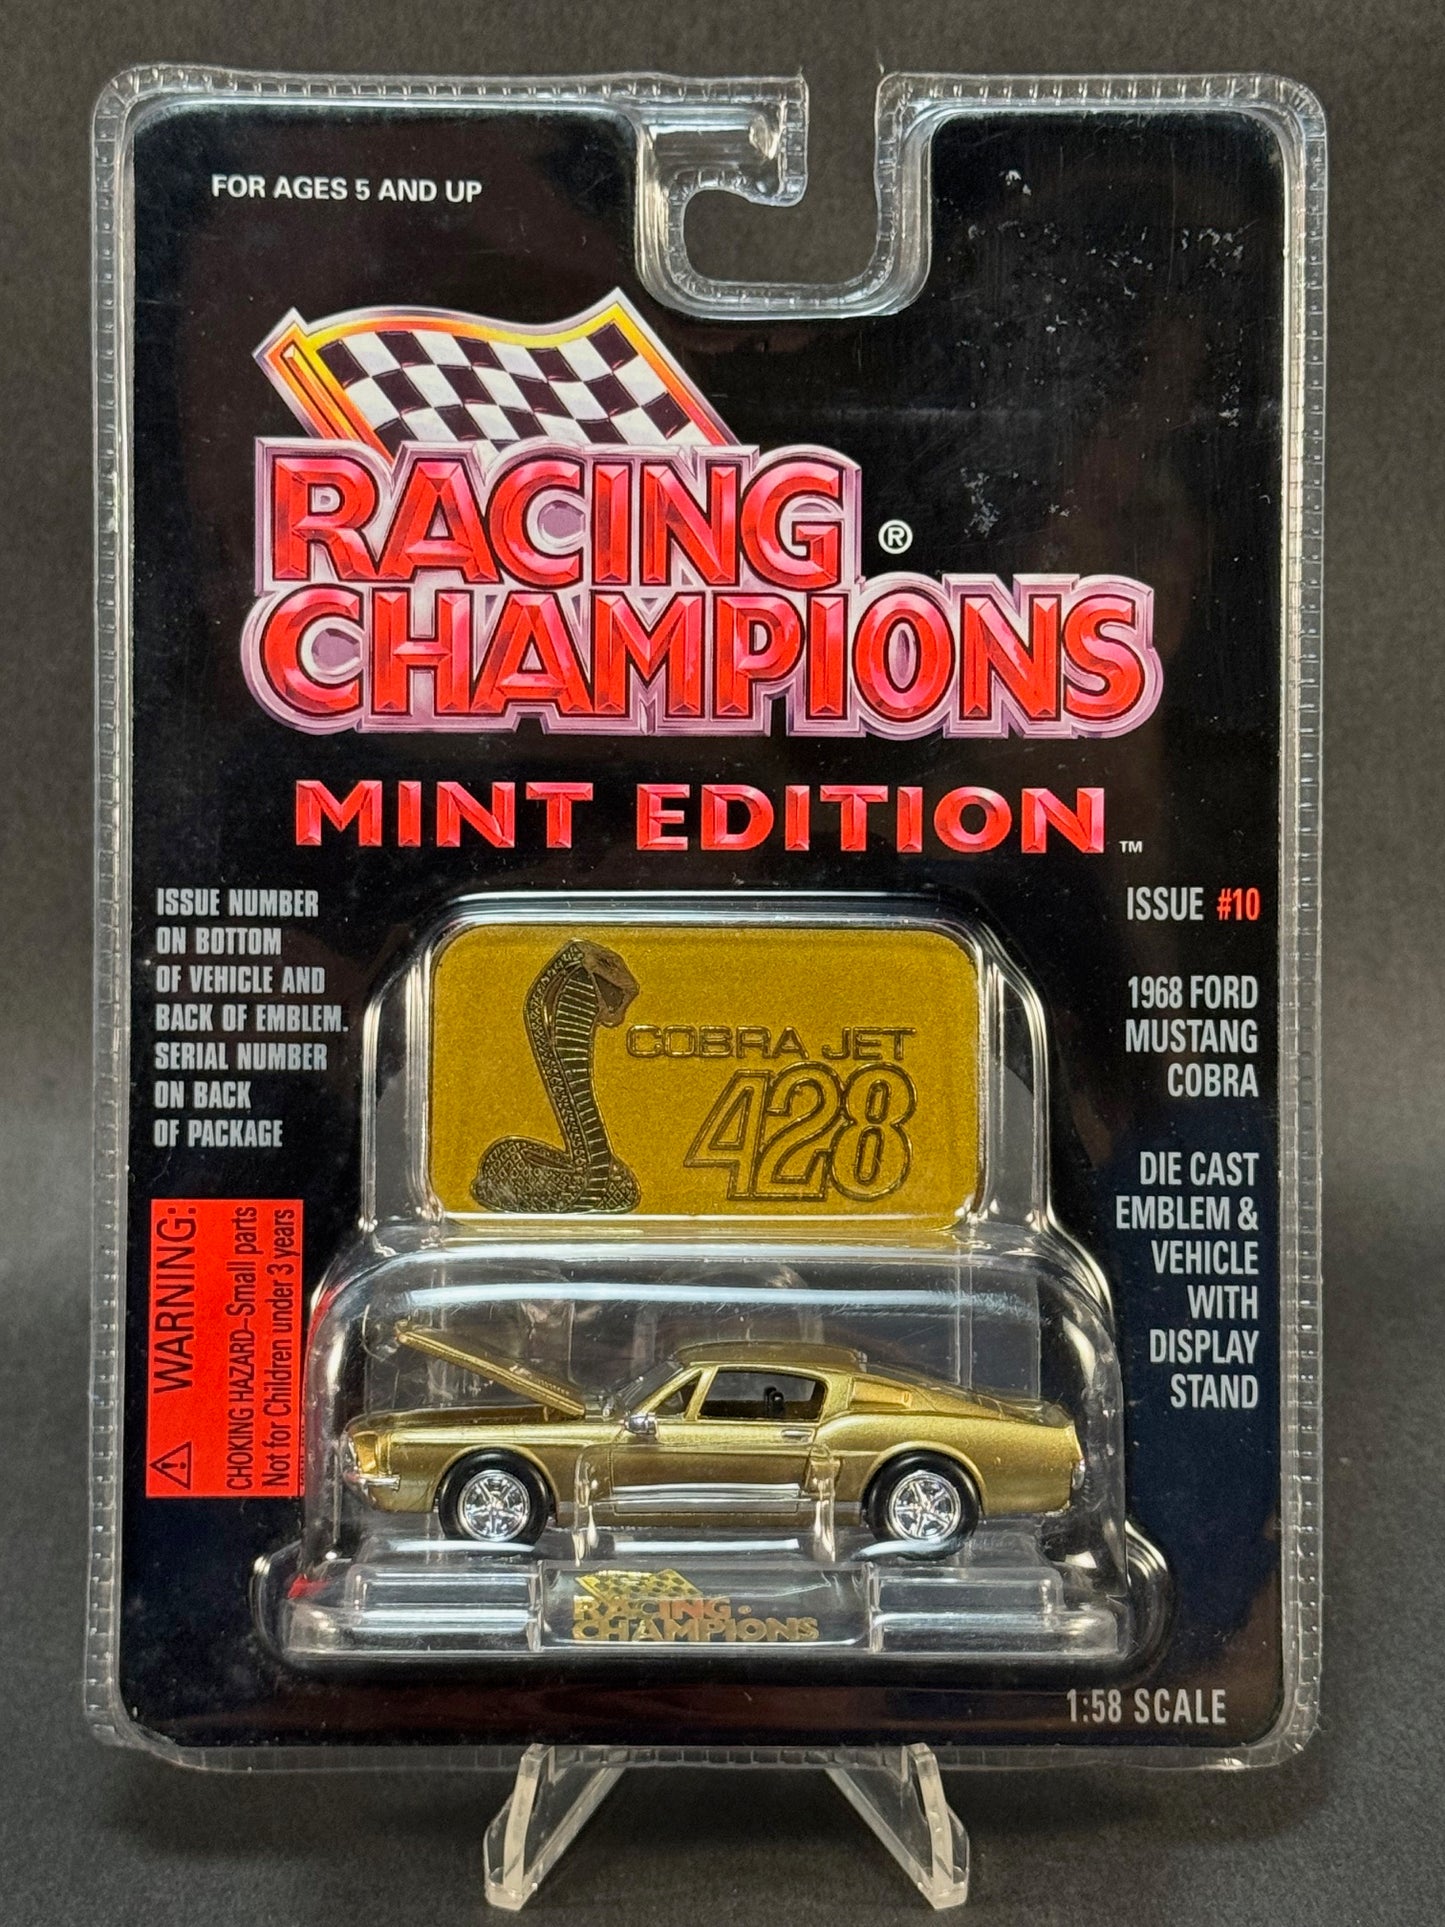 FOR AGES 5 AND UP
RACING ®
CHAMPIONS
MINT EDITION ™
ISSUE NUMBER
ON BOTTOM
OF VEHICLE AND
BACK OF EMBLEM.
SERIAL NUMBER
ON BACK
OF PACKAGE
ISSUE #10
1968 FORD
MUSTANG
COBRA
DIE CAST
EMBLEM &
VEHICLE
WITH
DISPLAY
STAND
COBRA JET
428
WARNING:
CHOKING HAZARD–Small parts
Not for Children under 3 years
RACING
CHAMPIONS
1:58 SCALE